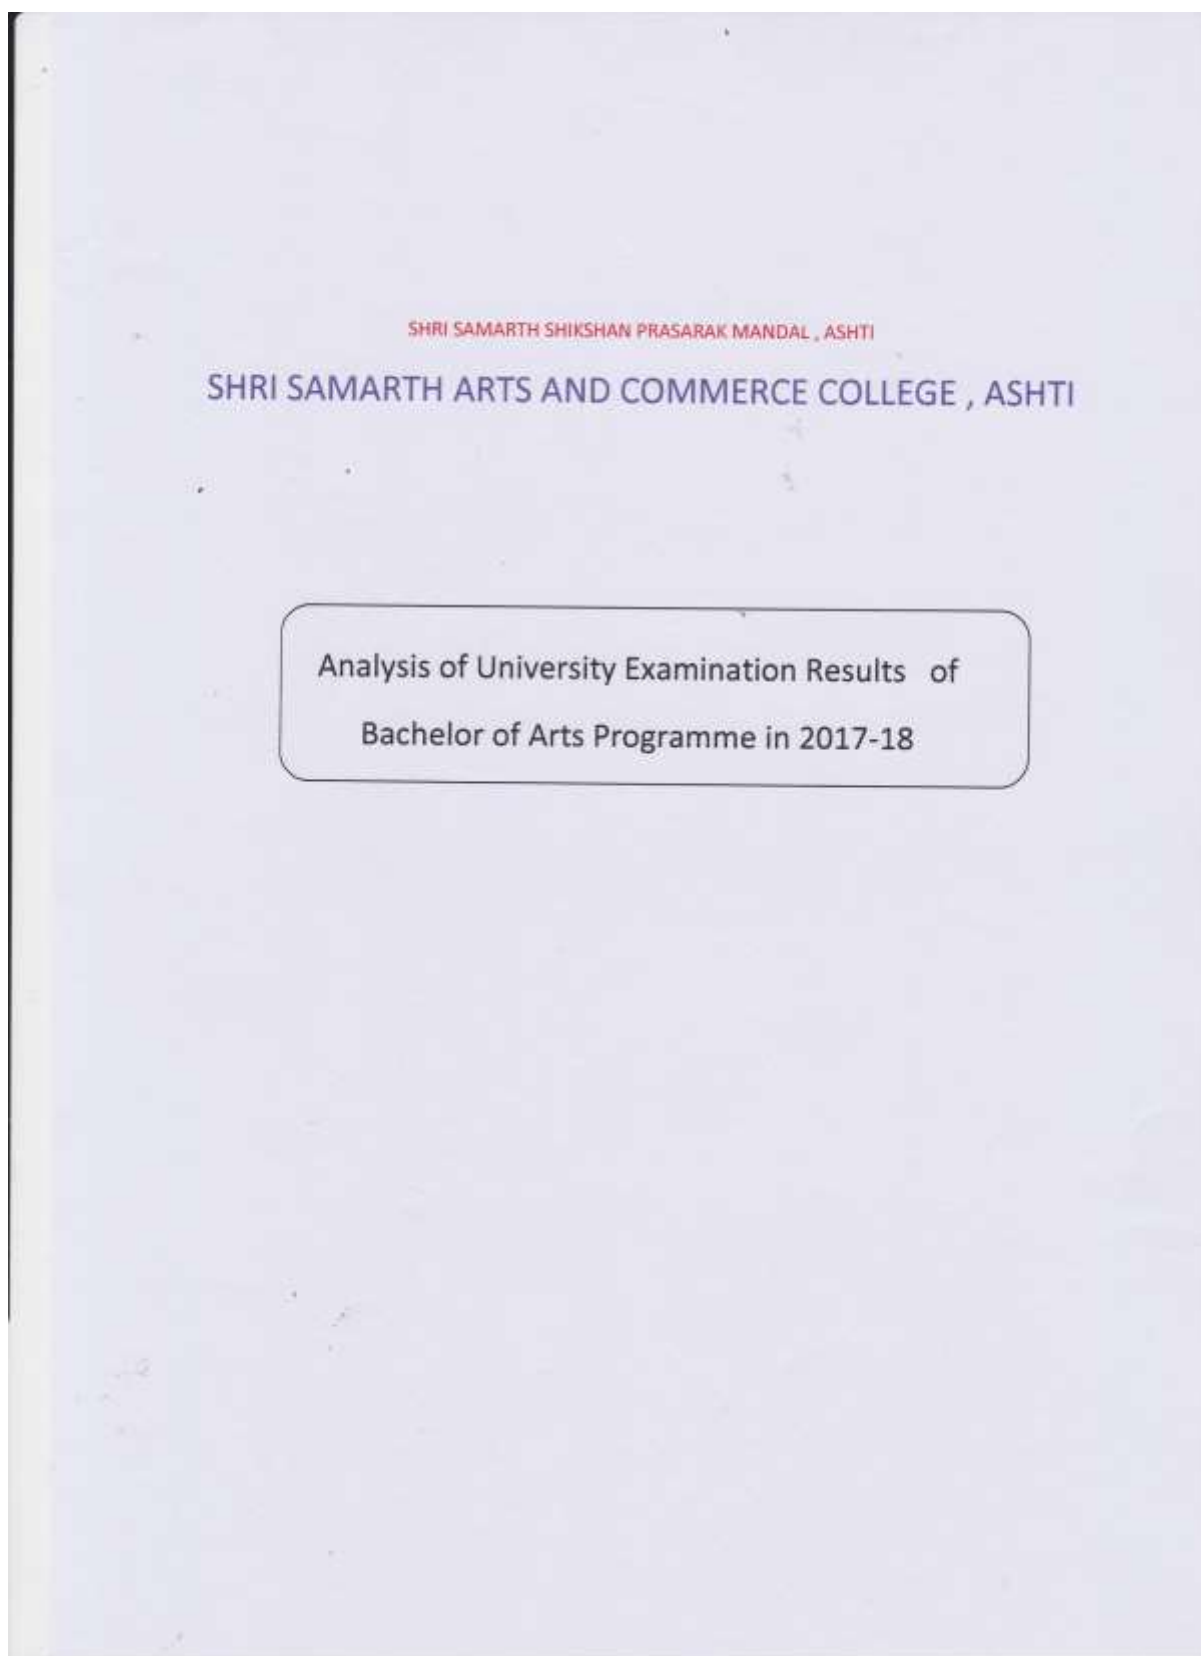 SHRI SAMARTH SHIKSHAN PRASARAK MANDAL , ASHTI
SHRI SAMARTH ARTS AND COMMERCE COLLEGE , ASHTI
Analysis of University Examination Results of
Bachelor of Arts Programme in 2017-18